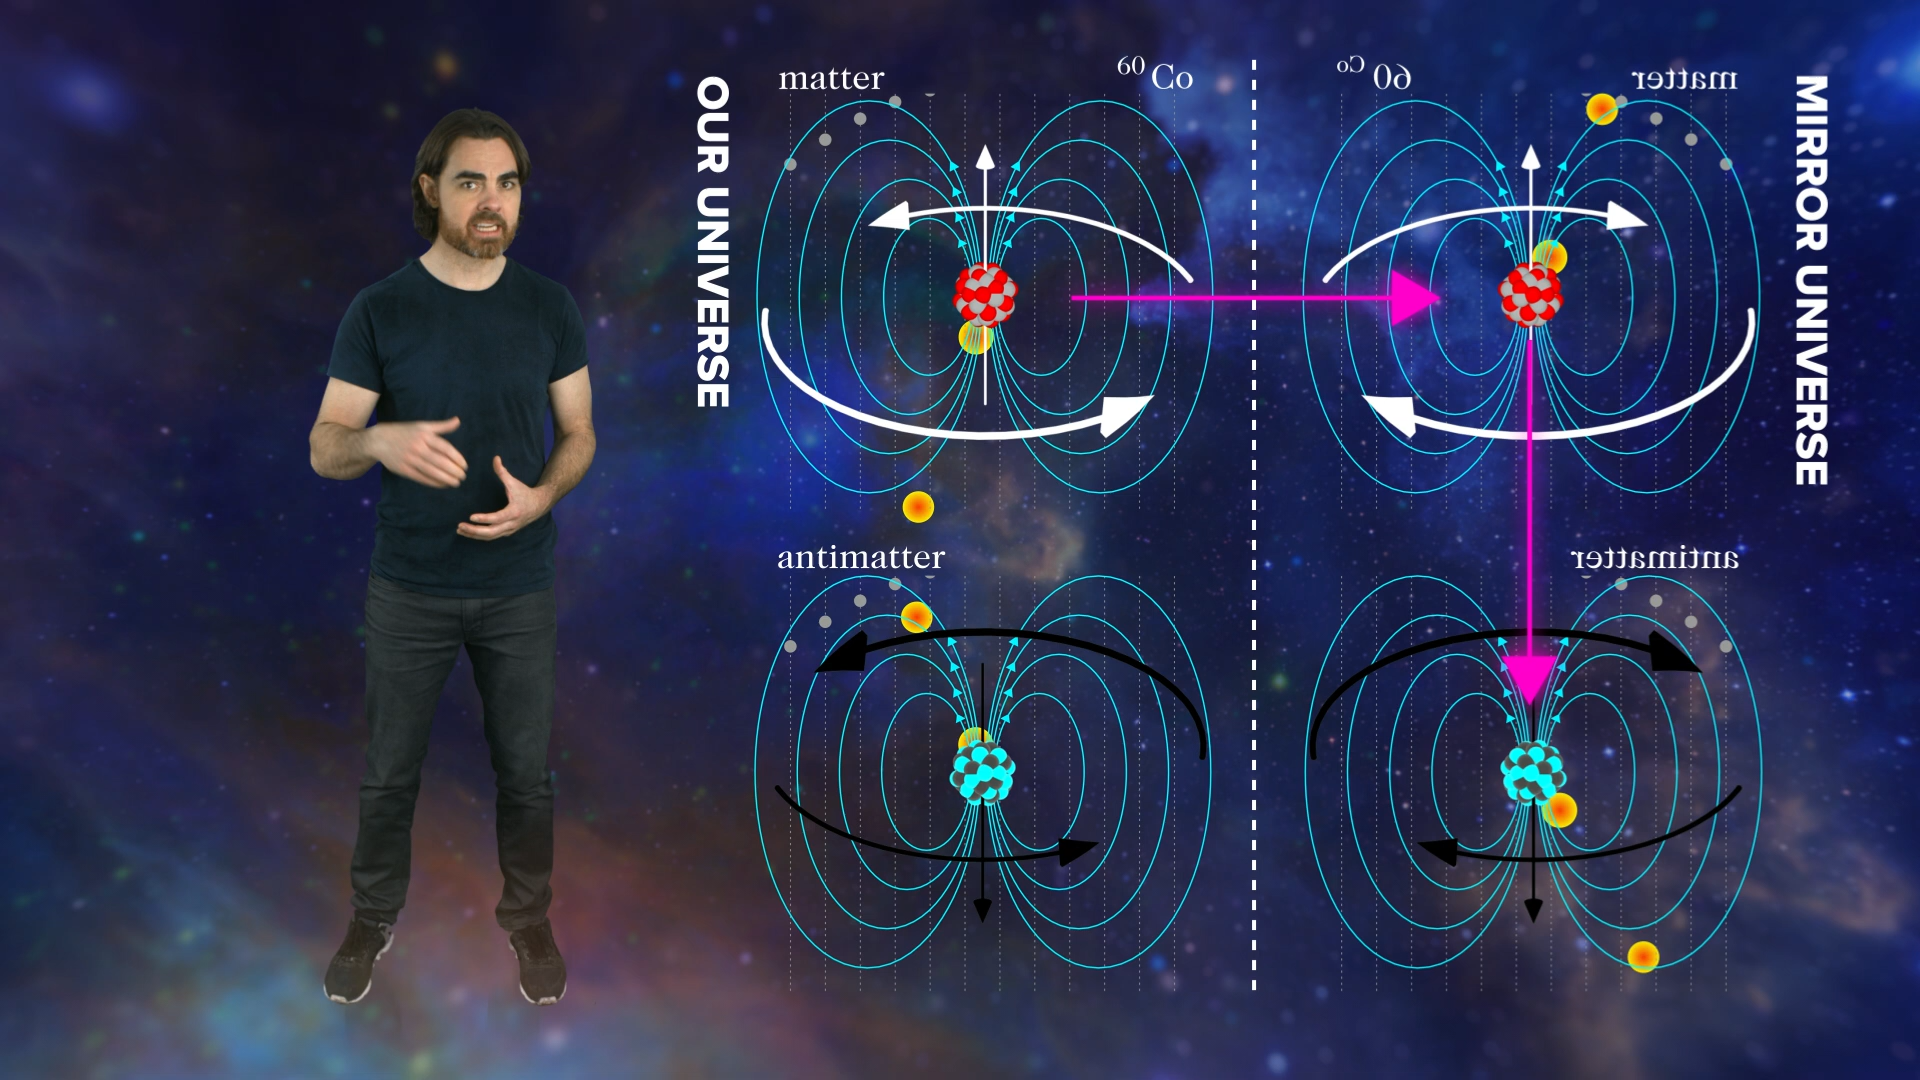 OUR UNIVERSE
matter
60 Co
60 Co
matter
MIRROR UNIVERSE
antimatter
antimatter